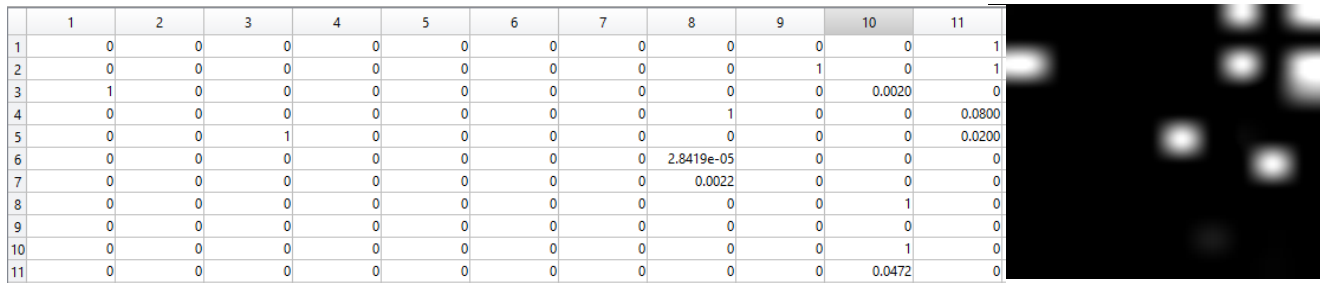 1 2 3 4 5 6 7 8 9 10 11
1 0 0 0 0 0 0 0 0 0 0 1
2 0 0 0 0 0 0 0 0 1 0 1
3 1 0 0 0 0 0 0 0 0 0.0020 0
4 0 0 0 0 0 0 0 1 0 0 0.0800
5 0 0 1 0 0 0 0 0 0 0 0.0200
6 0 0 0 0 0 0 0 2.8419e-05 0 0 0
7 0 0 0 0 0 0 0 0.0022 0 0 0
8 0 0 0 0 0 0 0 0 0 1 0
9 0 0 0 0 0 0 0 0 0 0 0
10 0 0 0 0 0 0 0 0 0 1 0
11 0 0 0 0 0 0 0 0 0 0.0472 0